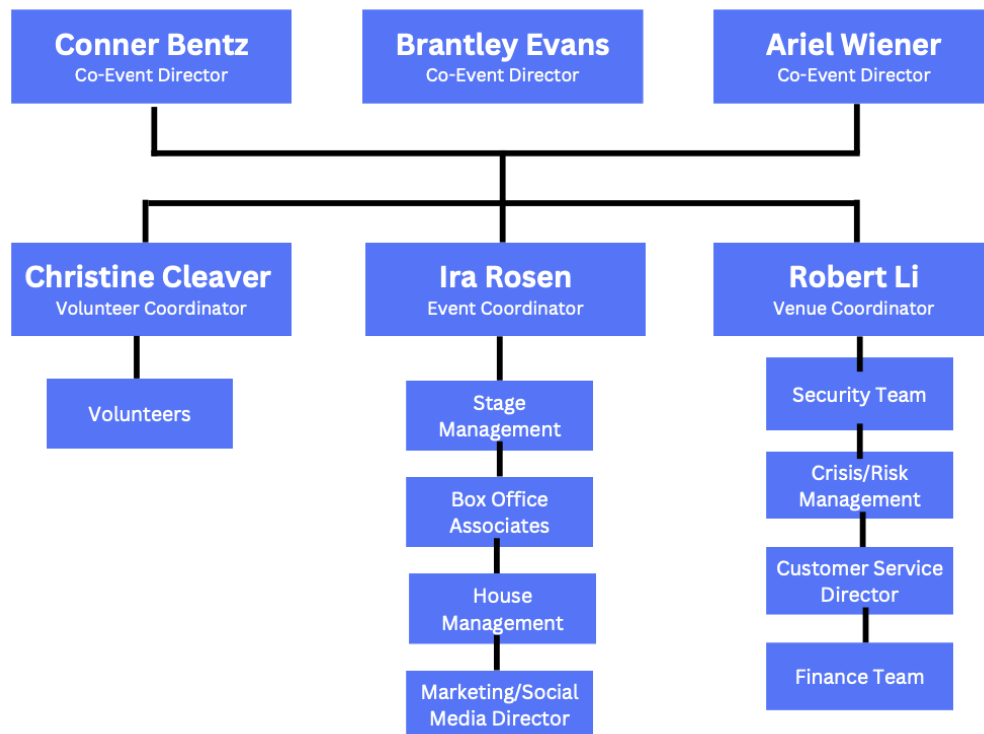 Conner Bentz
Co-Event Director
Brantley Evans
Co-Event Director
Ariel Wiener
Co-Event Director
Christine Cleaver
Volunteer Coordinator
Ira Rosen
Event Coordinator
Robert Li
Venue Coordinator
Volunteers
Stage
Management
Box Office
Associates
House
Management
Marketing/Social
Media Director
Security Team
Crisis/Risk
Management
Customer Service
Director
Finance Team